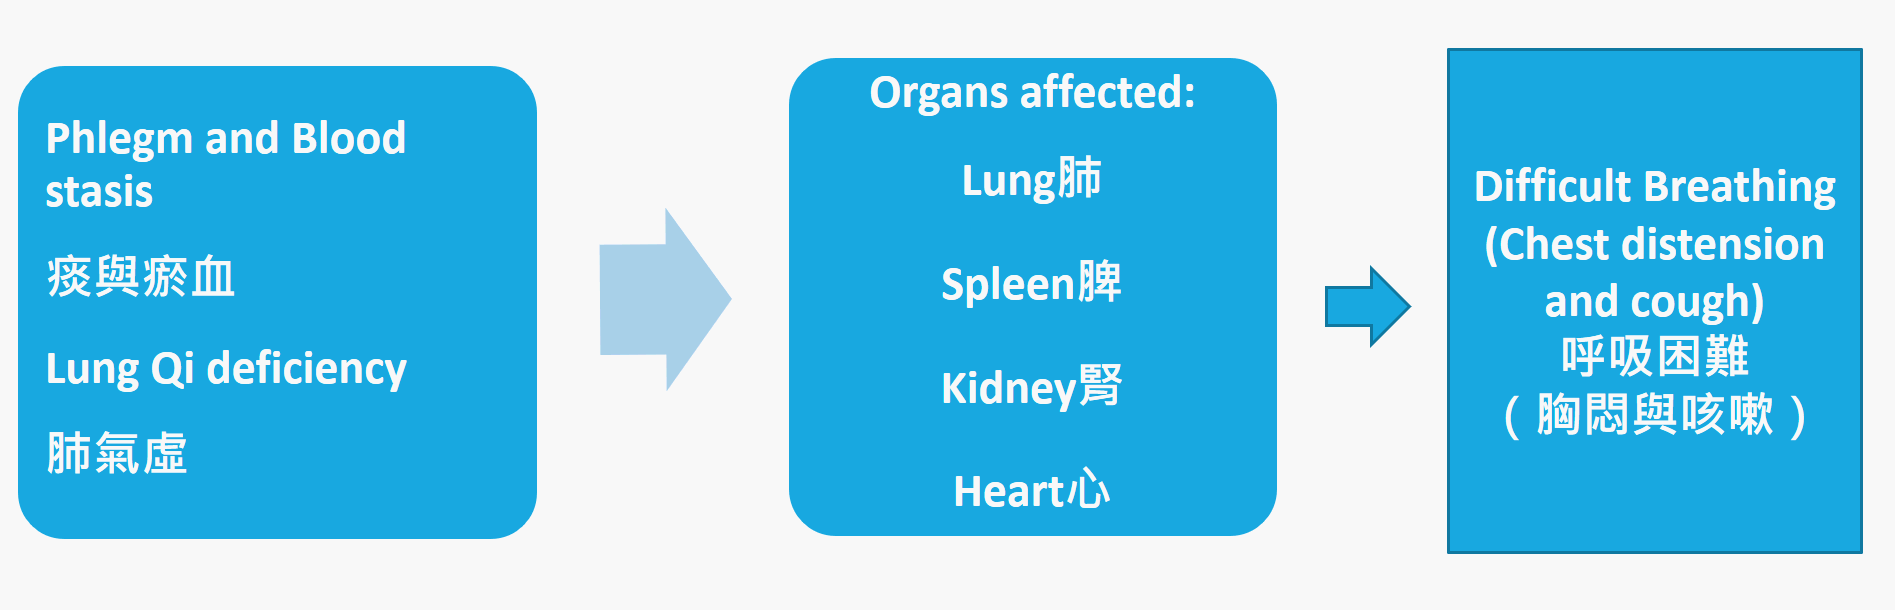 Phlegm and Blood
stasis
痰與瘀血
Lung Qi deficiency
肺氣虛
Organs affected:
Lung肺
Spleen脾
Kidney腎
Heart心
Difficult Breathing
(Chest distension
and cough)
呼吸困難
（胸悶與咳嗽）